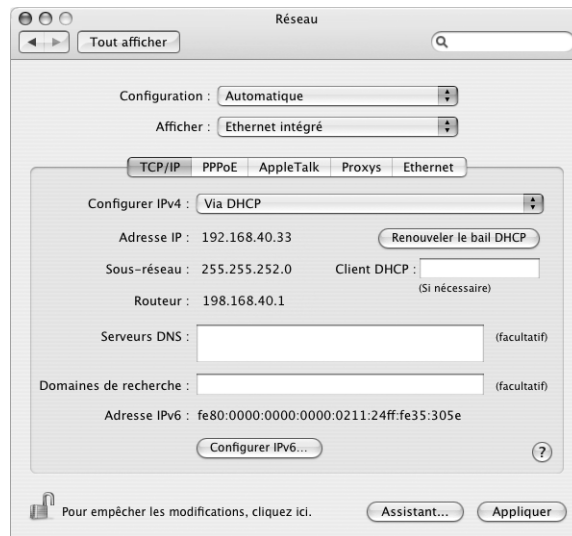 Réseau
Tout afficher
Configuration : Automatique
Afficher : Ethernet intégré
TCP/IP PPPoE AppleTalk Proxys Ethernet
Configurer IPv4 : Via DHCP
Adresse IP : 192.168.40.33 Renouveler le bail DHCP
Sous-réseau : 255.255.252.0 Client DHCP :
(Si nécessaire)
Routeur : 198.168.40.1
Serveurs DNS : (facultatif)
Domaines de recherche : (facultatif)
Adresse IPv6 : fe80:0000:0000:0000:0211:24ff:fe35:305e
Configurer IPv6... ?
Pour empêcher les modifications, cliquez ici. Assistant... Appliquer